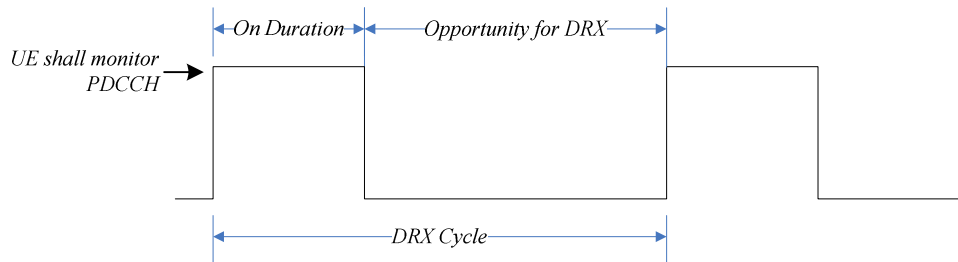 On Duration
Opportunity for DRX
UE shall monitor
PDCCH
DRX Cycle